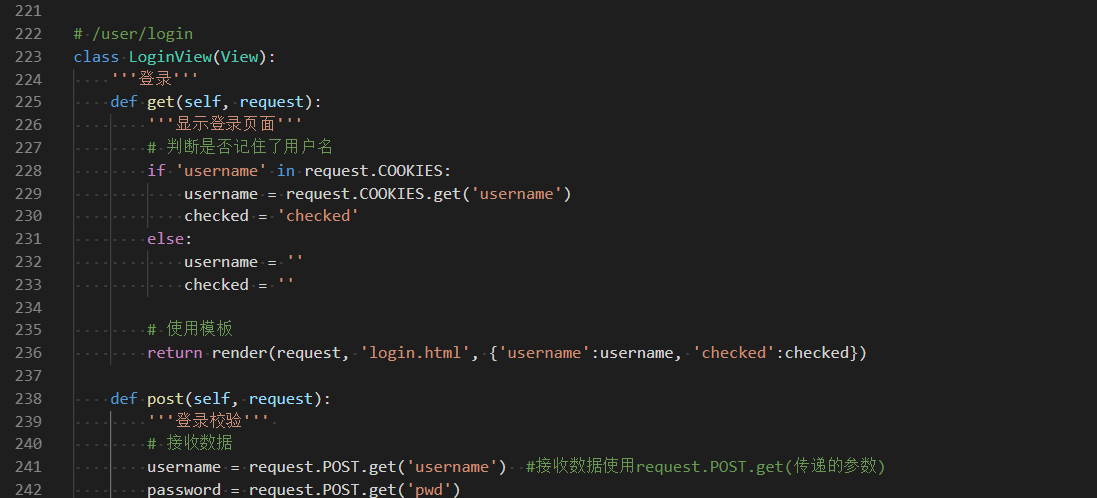 221
222 # /user/login
223 class LoginView(View):
224 '''登录'''
225 def get(self, request):
226 '''显示登录页面'''
227 # 判断是否记住了用户名
228 if 'username' in request.COOKIES:
229 username = request.COOKIES.get('username')
230 checked = 'checked'
231 else:
232 username = ''
233 checked = ''
234
235 # 使用模板
236 return render(request, 'login.html', {'username':username, 'checked':checked})
237
238 def post(self, request):
239 '''登录校验'''
240 # 接收数据
241 username = request.POST.get('username') #接收数据使用request.POST.get(传递的参数)
242 password = request.POST.get('pwd')